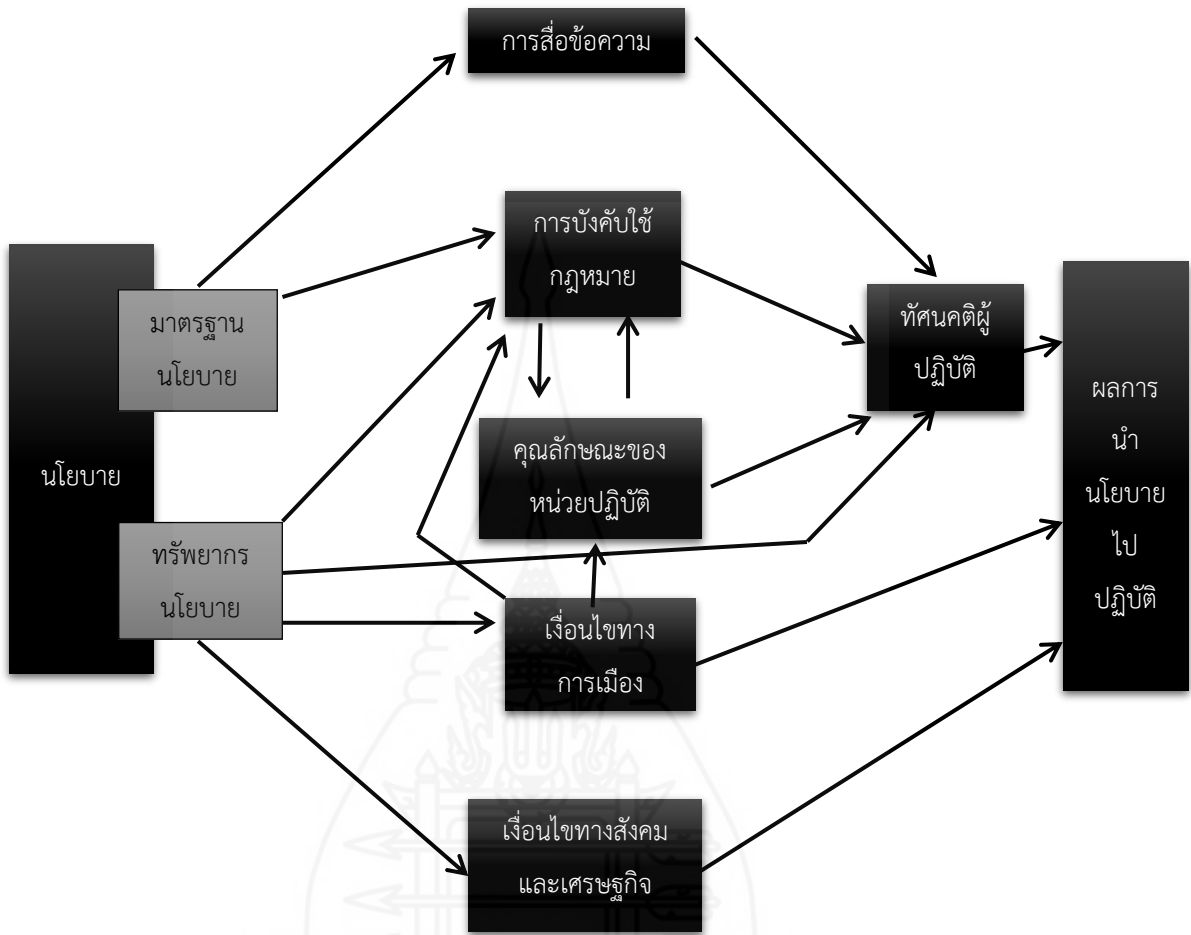 การสื่อข้อความ
การบังคับใช้
กฎหมาย
มาตรฐาน
นโยบาย
ทัศนคติผู้
ปฏิบัติ
นโยบาย
คุณลักษณะของ
หน่วยปฏิบัติ
ผลการ
นำ
นโยบาย
ไป
ปฏิบัติ
ทรัพยากร
นโยบาย
เงื่อนไขทาง
การเมือง
เงื่อนไขทางสังคม
และเศรษฐกิจ